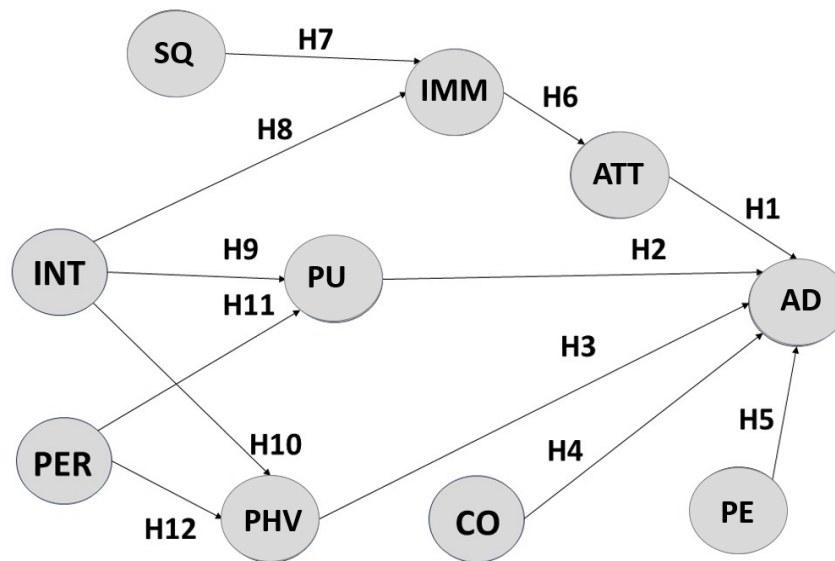 SQ
H7
IMM
H6
H8
ATT
H1
INT
H9
PU
H2
AD
H11
H3
H10
H4
H5
PER
H12
PHV
CO
PE